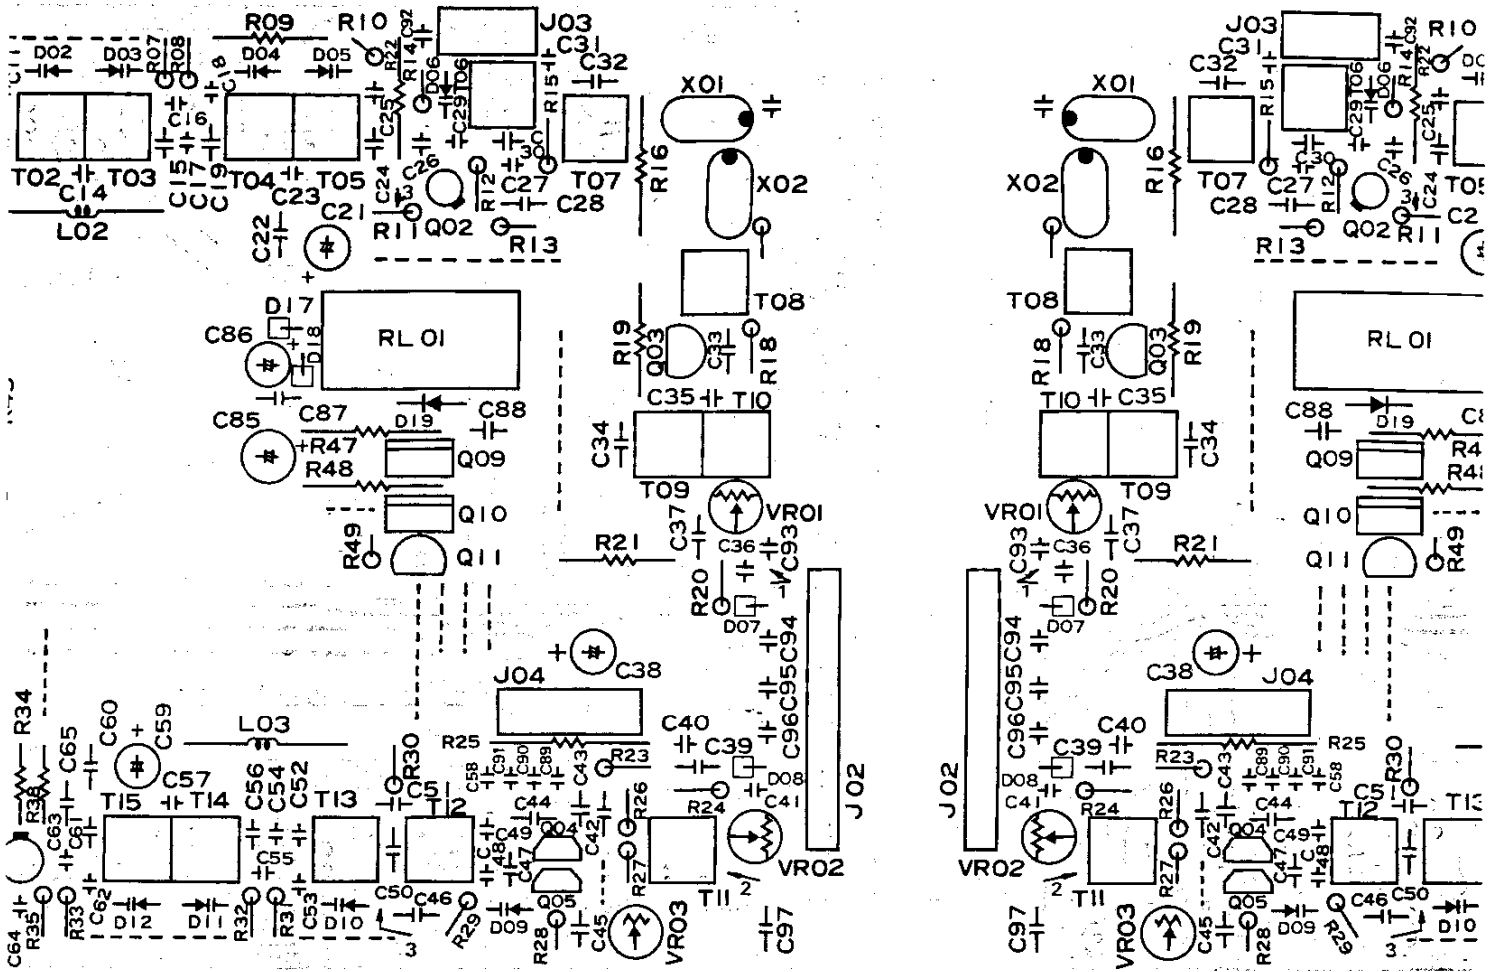 R09
R10
C92
J03
C31
C32
D02
D03
R07
R08
C18
D04
D05
R22
R14
D06
T06
R15
X01
C16
C25
C29
C30
T02
T03
C14
C15
C17
C19
T04
T05
C23
C24
3
C26
R12
C27
T07
R16
X02
L02
C22
C21
R11
Q02
C28
R13
D17
C86
D18
RL01
T08
R19
Q03
C33
R18
C35
T10
C85
C87
D19
C88
R47
Q09
C34
R48
T09
VR01
Q10
R49
Q11
R21
C37
C36
C93
R20
D07
C94
C38
C95
J04
R34
C65
C60
C59
L03
R30
R25
C40
C96
C58
C91
C90
C89
C43
R23
C39
D08
J02
R38
C57
C56
C54
C52
C63
C61
T15
T14
T13
T12
C44
R26
R24
C41
C49
Q04
C42
C55
C48
C47
R27
VR02
C62
D12
D11
R32
C53
D10
C50
C46
Q05
T11
2
C64
R35
R33
3
R29
D09
R28
C45
VR03
C97
J03
C92
R10
C31
C32
R14
R22
T06
D06
R15
X01
C29
C25
R16
T07
C30
C27
R12
C26
C24
3
T05
X02
C28
R13
Q02
R11
T08
R18
C33
Q03
R19
RL01
T10
C35
C88
D19
C34
Q09
T09
VR01
Q10
C93
C36
C37
R21
Q11
R49
R20
D07
C94
C38
C95
J04
C96
C40
R25
R30
C39
R23
C43
C89
C90
C91
C58
D08
J02
C41
R24
R26
C44
T12
T13
C42
Q04
C49
VR02
R27
C47
C48
2
T11
Q05
C46
C50
C97
VR03
C45
R28
D09
R29
3
D10